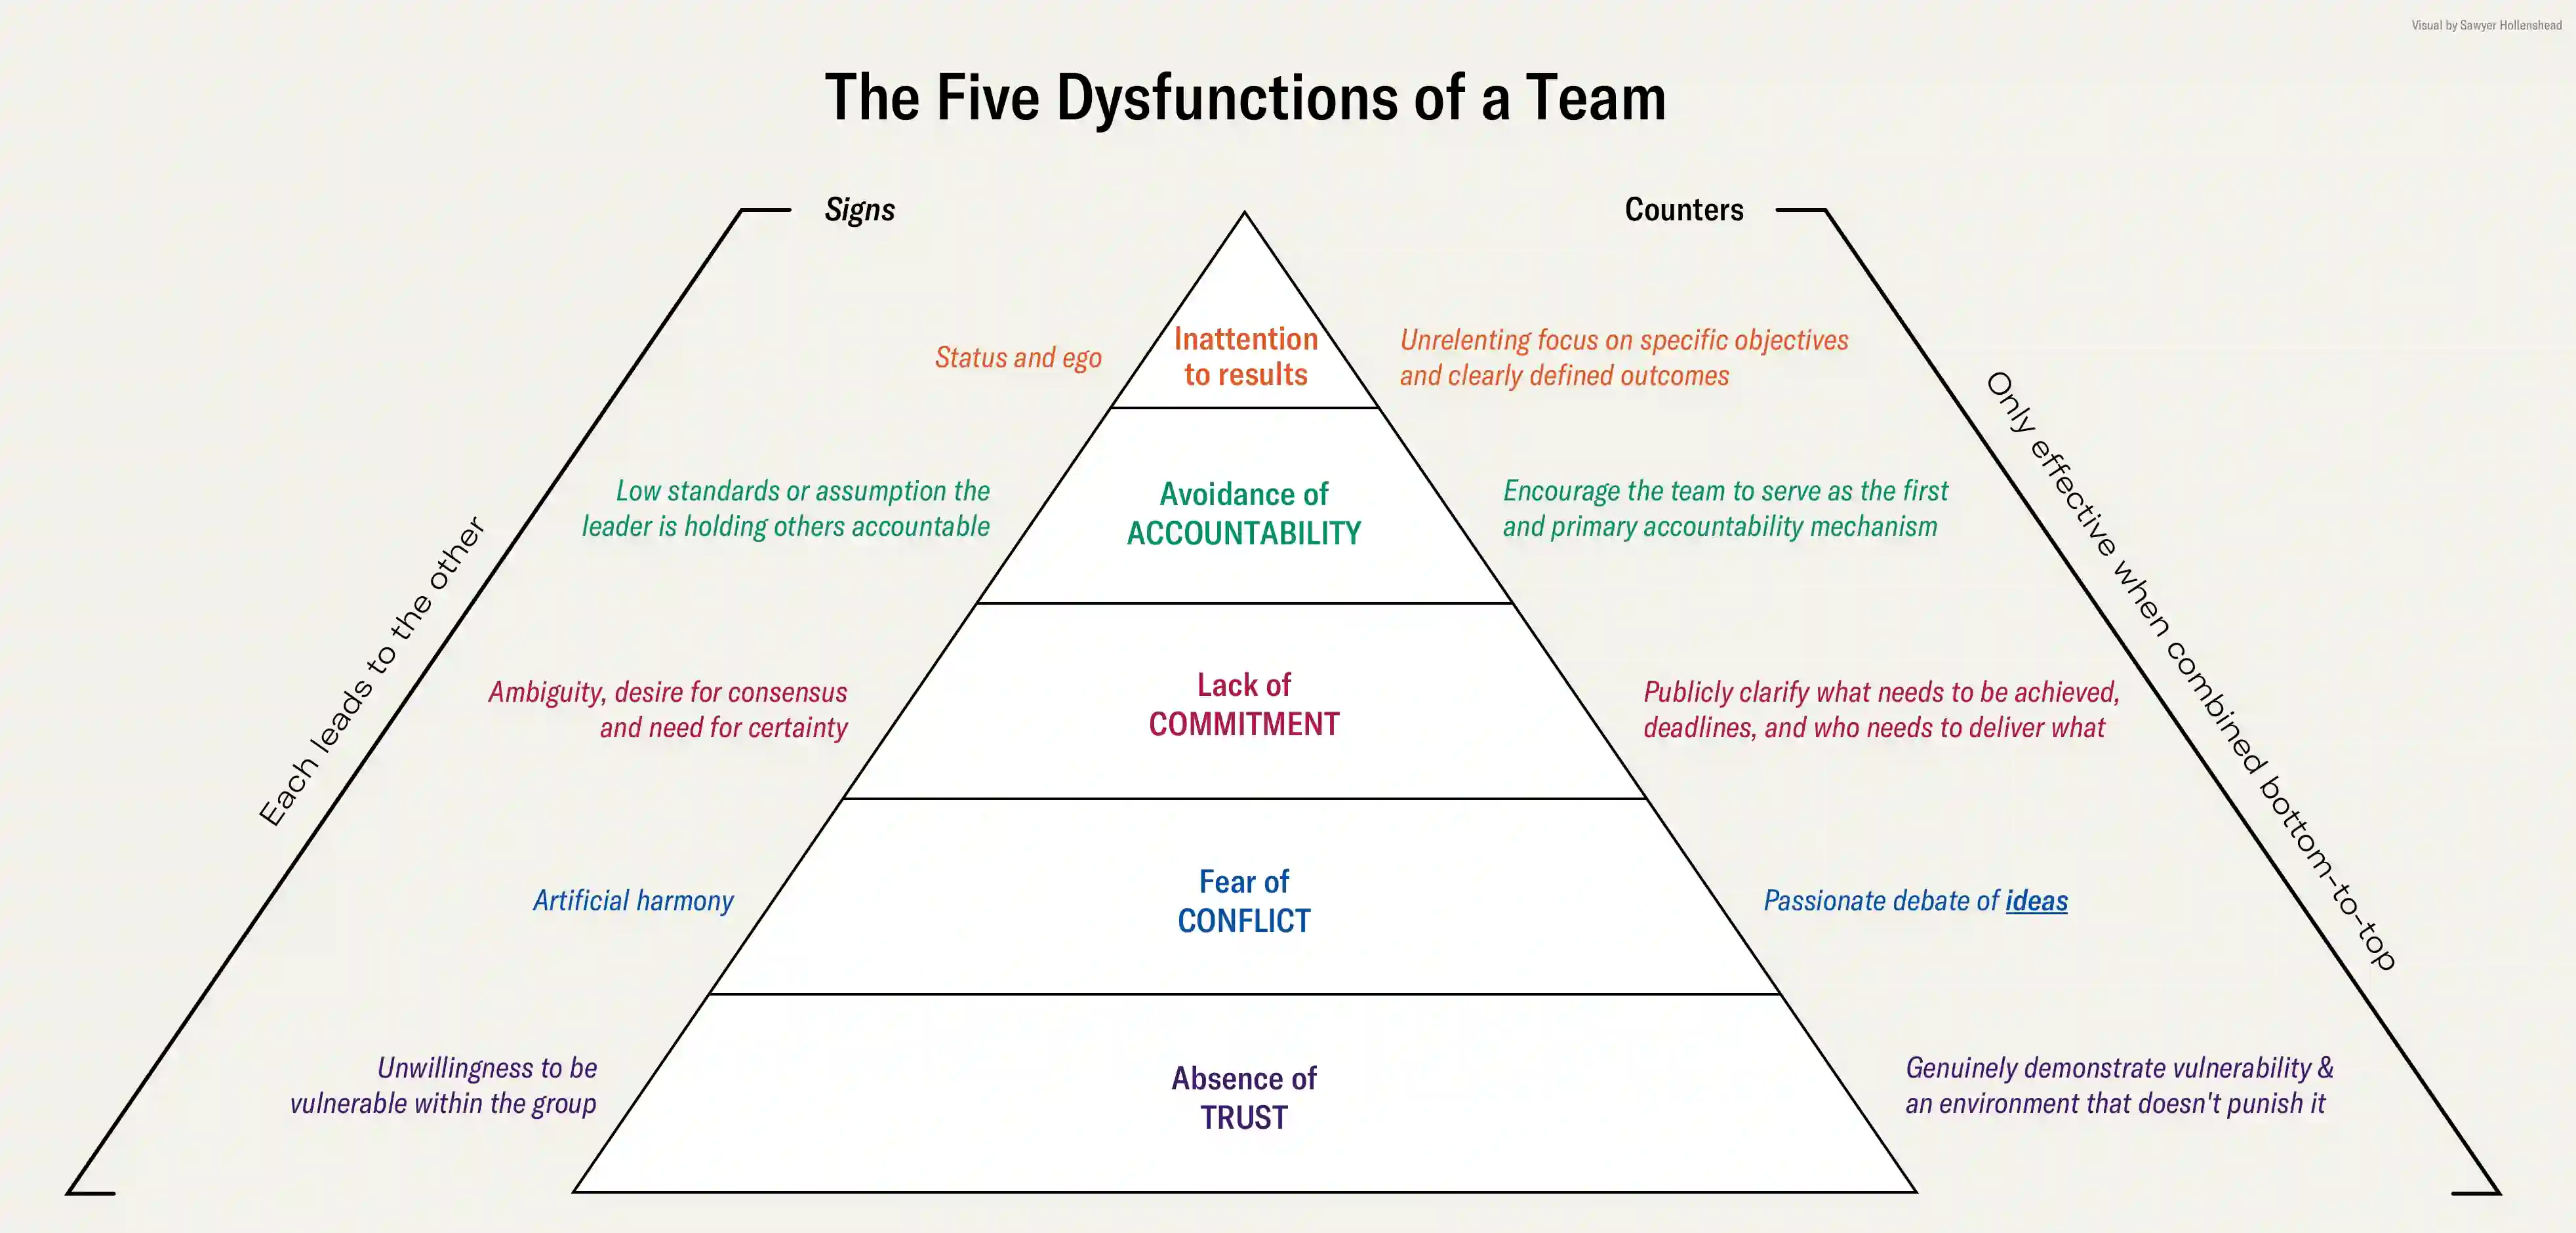 Visual by Sawyer Hollenshead
The Five Dysfunctions of a Team
Signs
Counters
Each leads to the other
Only effective when combined bottom-to-top
Status and ego
Inattention
to results
Unrelenting focus on specific objectives
and clearly defined outcomes
Low standards or assumption the
leader is holding others accountable
Avoidance of
ACCOUNTABILITY
Encourage the team to serve as the first
and primary accountability mechanism
Ambiguity, desire for consensus
and need for certainty
Lack of
COMMITMENT
Publicly clarify what needs to be achieved,
deadlines, and who needs to deliver what
Artificial harmony
Fear of
CONFLICT
Passionate debate of ideas
Unwillingness to be
vulnerable within the group
Absence of
TRUST
Genuinely demonstrate vulnerability &
an environment that doesn't punish it